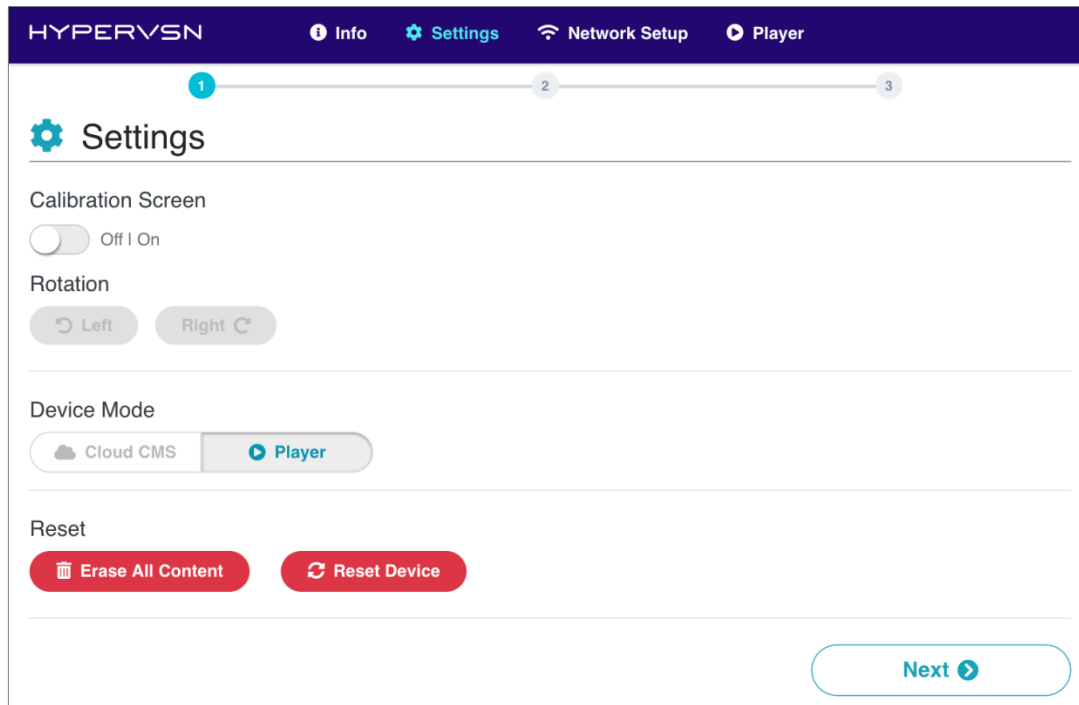 HYPERVSN Info Settings Network Setup Player
1 2 3
Settings
Calibration Screen
Off I On
Rotation
Left Right
Device Mode
Cloud CMS Player
Reset
Erase All Content Reset Device
Next